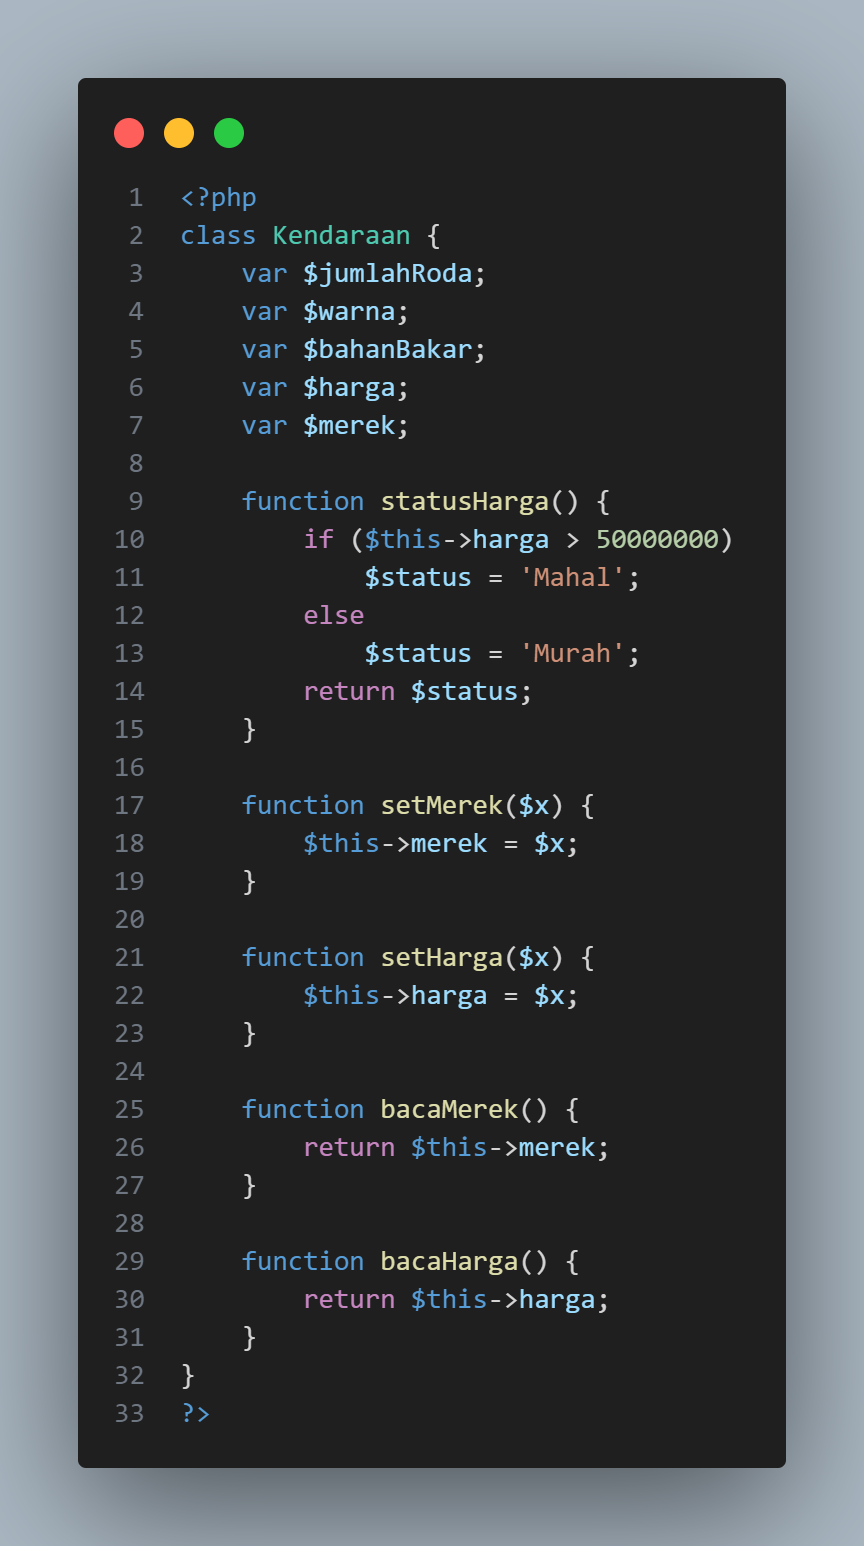 1 <?php
2 class Kendaraan {
3     var $jumlahRoda;
4     var $warna;
5     var $bahanBakar;
6     var $harga;
7     var $merek;
8
9     function statusHarga() {
10         if ($this->harga > 50000000)
11             $status = 'Mahal';
12         else
13             $status = 'Murah';
14         return $status;
15     }
16
17     function setMerek($x) {
18         $this->merek = $x;
19     }
20
21     function setHarga($x) {
22         $this->harga = $x;
23     }
24
25     function bacaMerek() {
26         return $this->merek;
27     }
28
29     function bacaHarga() {
30         return $this->harga;
31     }
32 }
33 ?>